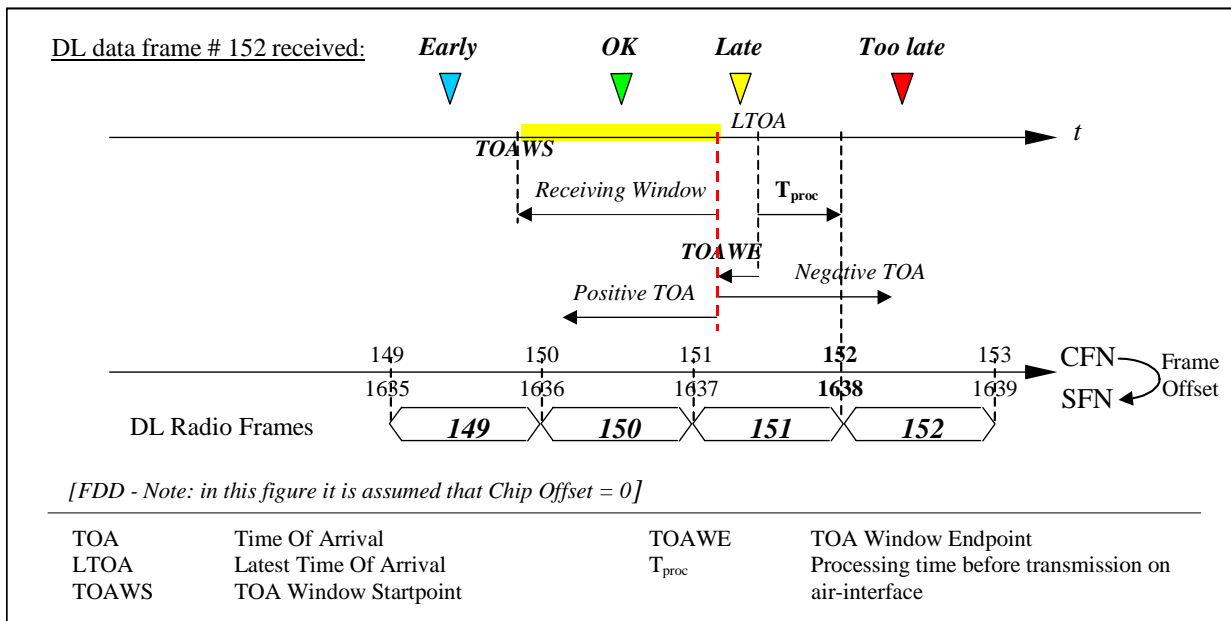 DL data frame # 152 received:
Early
OK
Late
Too late
LTOA
t
TOAWS
Receiving Window
Tproc
TOAWE
Negative TOA
Positive TOA
149 150 151 152 153
CFN
Frame Offset
1635 1636 1637 1638 1639
SFN
DL Radio Frames
149 150 151 152
[FDD - Note: in this figure it is assumed that Chip Offset = 0]
TOA Time Of Arrival TOAWE TOA Window Endpoint
LTOA Latest Time Of Arrival Tproc Processing time before transmission on
TOAWS TOA Window Startpoint air-interface